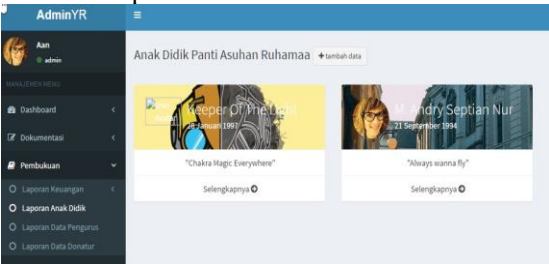 AdminYR
Aan
admin
MANAJEMEN MENU
Dashboard
Dokumentasi
Pembukuan
Laporan Keuangan
Laporan Anak Didik
Laporan Data Pengurus
Laporan Data Donatur
Anak Didik Panti Asuhan Ruhamaa
+ tambah data
Keeper Of The Light
28 Januari 1997
"Chakra Magic Everywhere"
Selengkapnya
M. Andry Septian Nur
21 September 1994
"Always wanna fly"
Selengkapnya